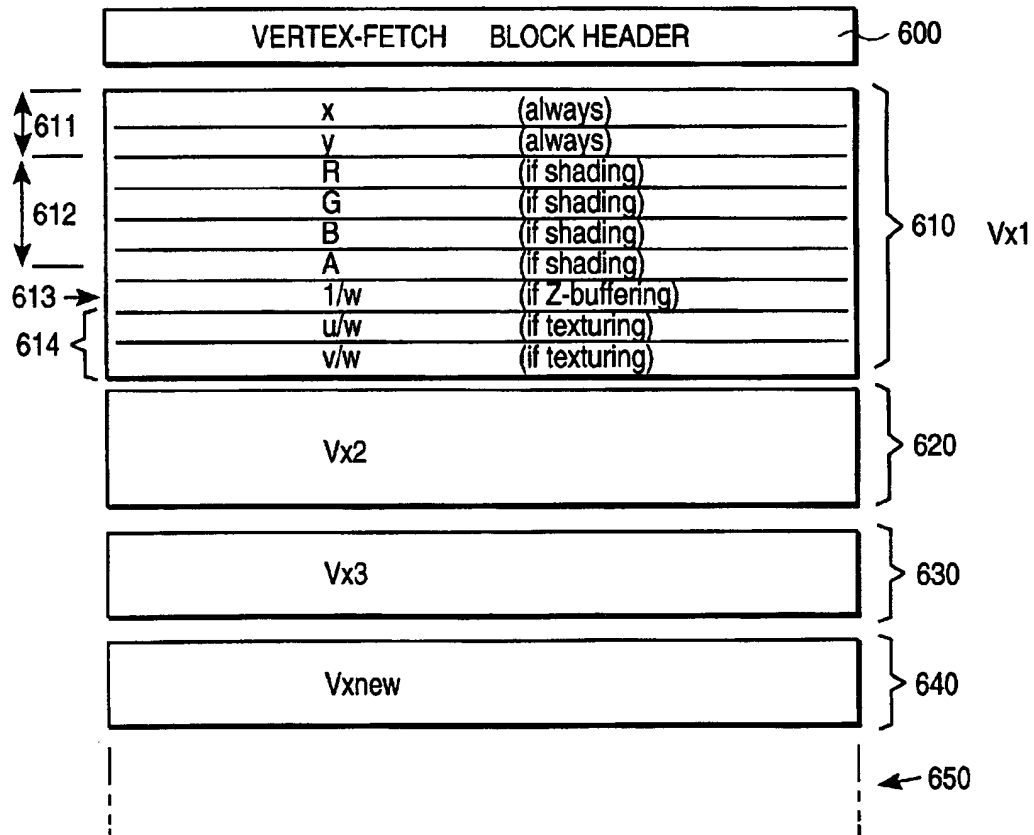 VERTEX-FETCH BLOCK HEADER 600
x (always)
611
y (always)
R (if shading)
G (if shading)
612
B (if shading)
610 Vx1
A (if shading)
613 1/w (if Z-buffering)
u/w (if texturing)
614
v/w (if texturing)
Vx2 620
Vx3 630
Vxnew 640
650